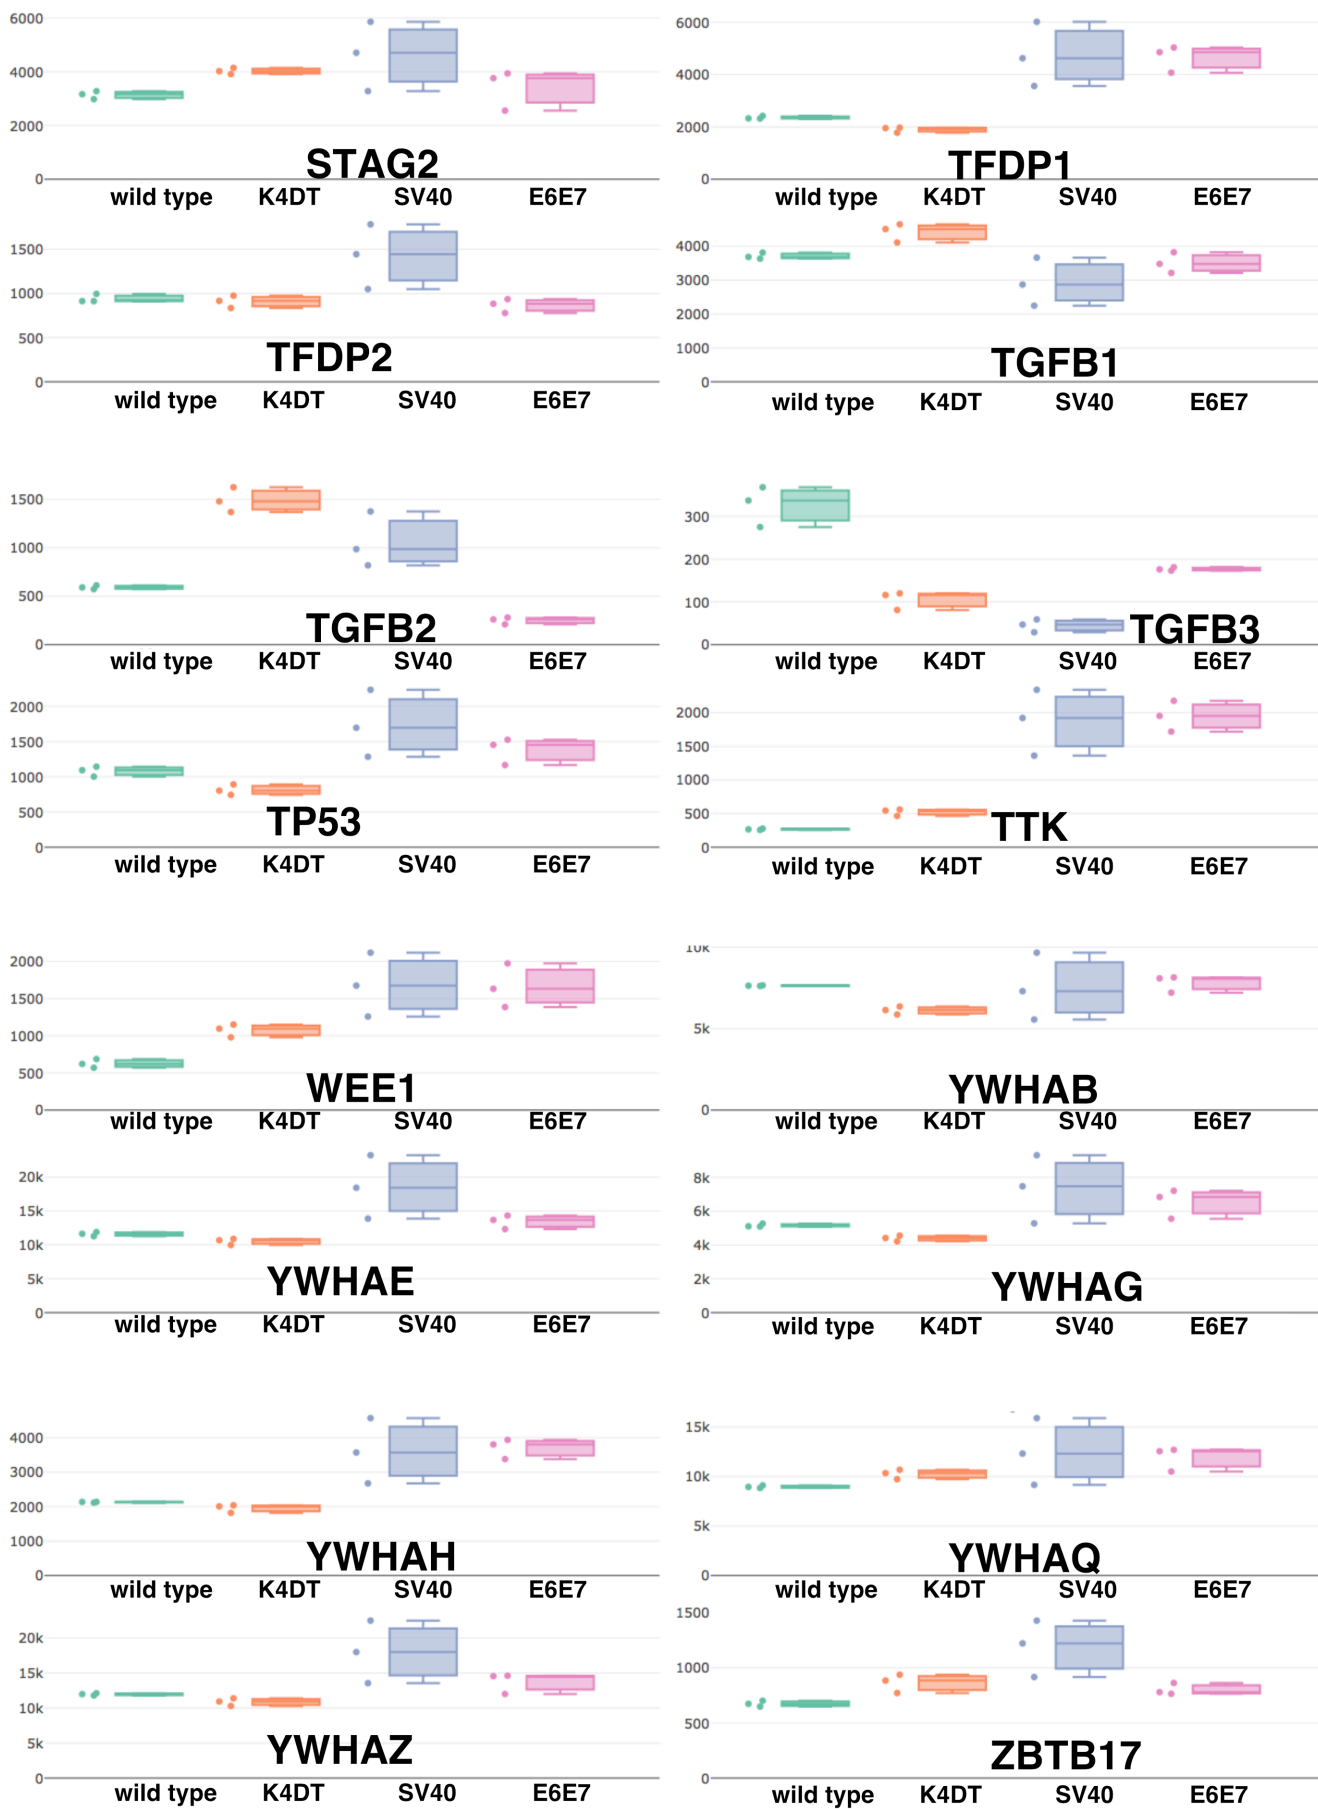 6000
4000
2000
0
STAG2
wild type K4DT SV40 E6E7
6000
4000
2000
0
TFDP1
wild type K4DT SV40 E6E7
1500
1000
500
0
TFDP2
wild type K4DT SV40 E6E7
4000
3000
2000
1000
0
TGFB1
wild type K4DT SV40 E6E7
1500
1000
500
0
TGFB2
wild type K4DT SV40 E6E7
300
200
100
0
TGFB3
wild type K4DT SV40 E6E7
2000
1500
1000
500
0
TP53
wild type K4DT SV40 E6E7
2000
1500
1000
500
0
TTK
wild type K4DT SV40 E6E7
2000
1500
1000
500
0
WEE1
wild type K4DT SV40 E6E7
10k
5k
0
YWHAB
wild type K4DT SV40 E6E7
20k
15k
10k
5k
0
YWHAE
wild type K4DT SV40 E6E7
8k
6k
4k
2k
0
YWHAG
wild type K4DT SV40 E6E7
4000
3000
2000
1000
0
YWHAH
wild type K4DT SV40 E6E7
15k
10k
5k
0
YWHAQ
wild type K4DT SV40 E6E7
20k
15k
10k
5k
0
YWHAZ
wild type K4DT SV40 E6E7
1500
1000
500
0
ZBTB17
wild type K4DT SV40 E6E7